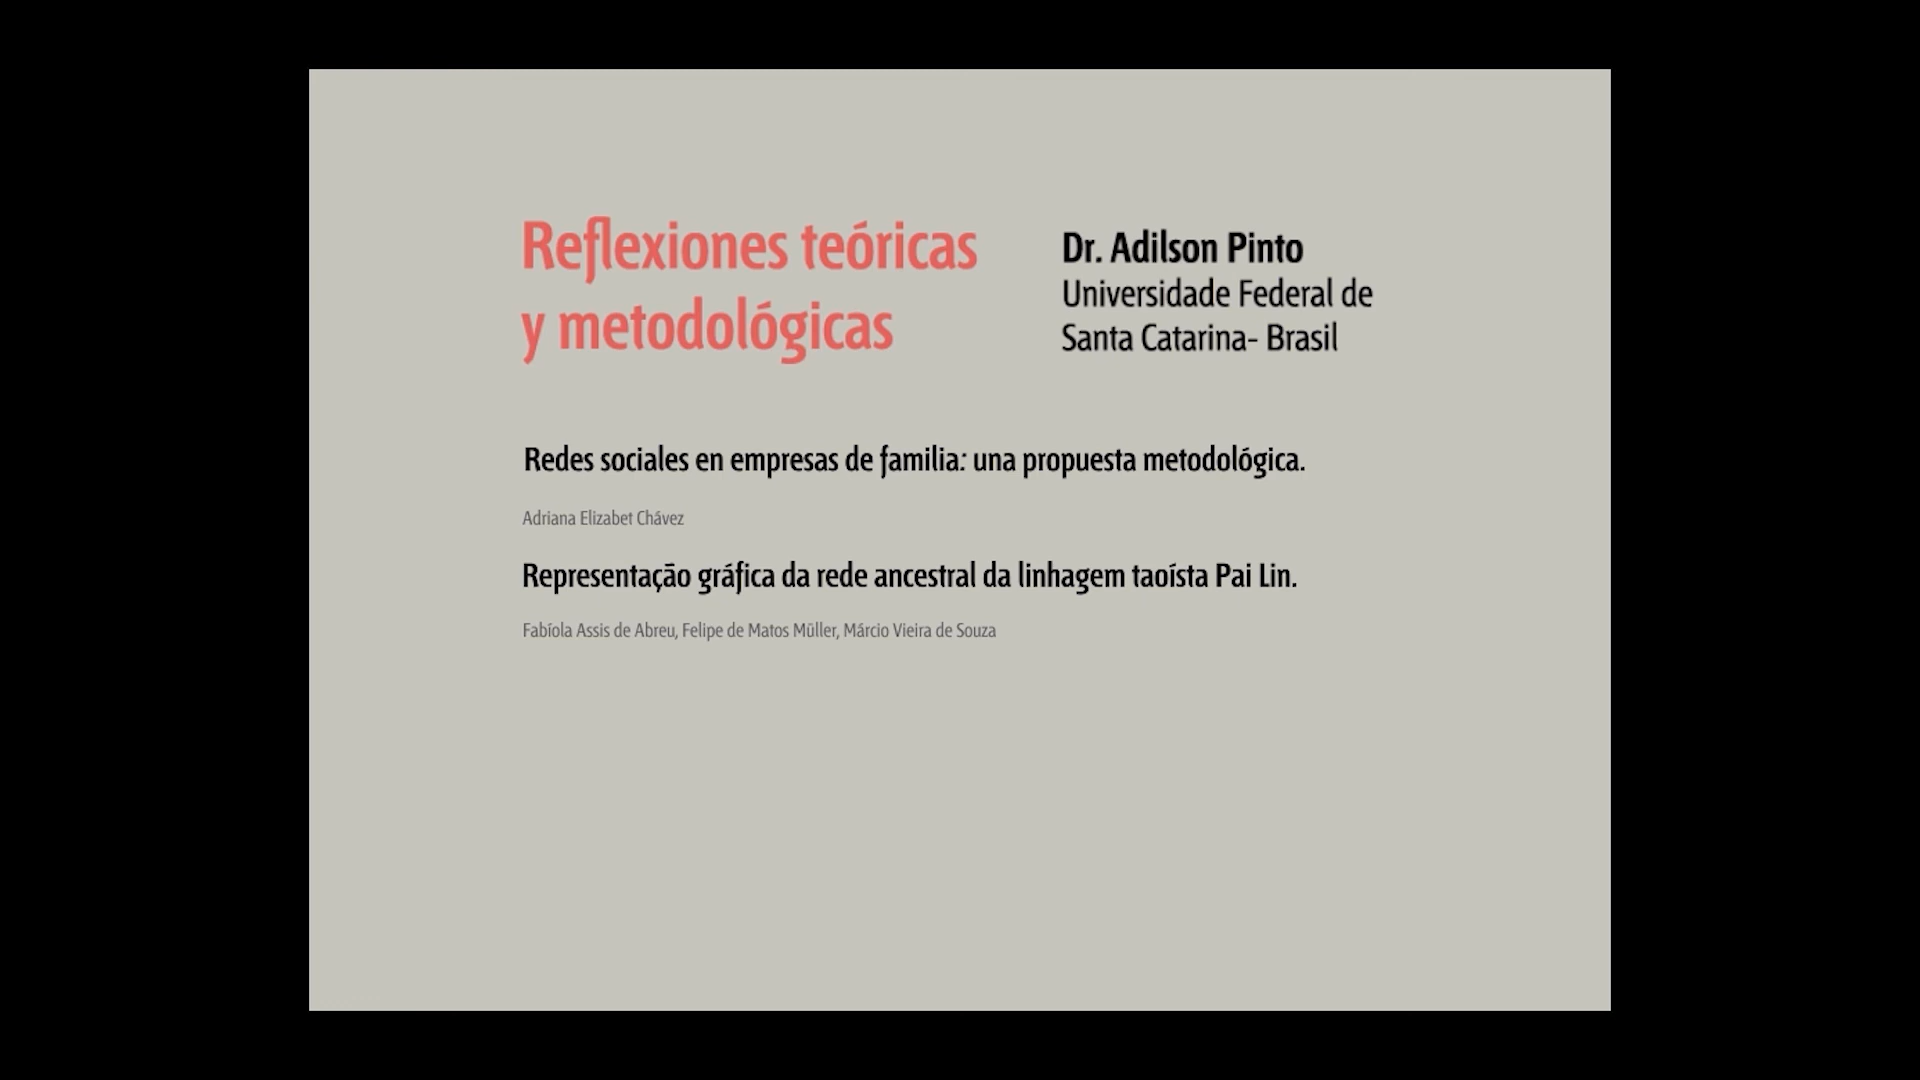 Reflexiones teóricas
y metodológicas
Dr. Adilson Pinto
Universidade Federal de
Santa Catarina- Brasil
Redes sociales en empresas de familia: una propuesta metodológica.
Adriana Elizabet Chávez
Representação gráfica da rede ancestral da linhagem taoísta Pai Lin.
Fabíola Assis de Abreu, Felipe de Matos Müller, Márcio Vieira de Souza